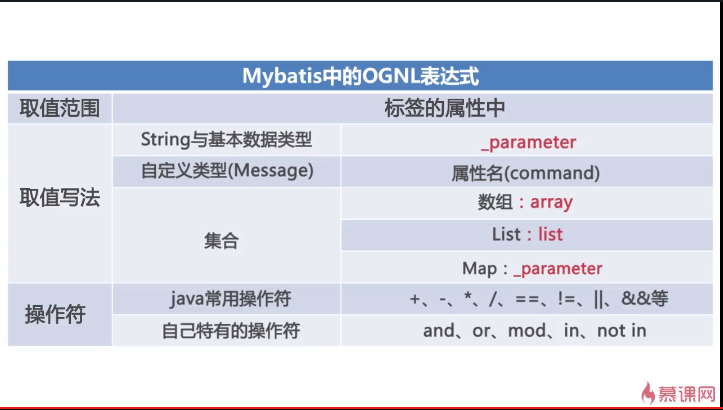 Mybatis中的OGNL表达式
取值范围 标签的属性中
取值写法 String与基本数据类型 _parameter
自定义类型(Message) 属性名(command)
集合 数组：array
List：list
Map：_parameter
操作符 java常用操作符 +、-、*、/、==、!=、||、&&等
自己特有的操作符 and、or、mod、in、not in
慕课网